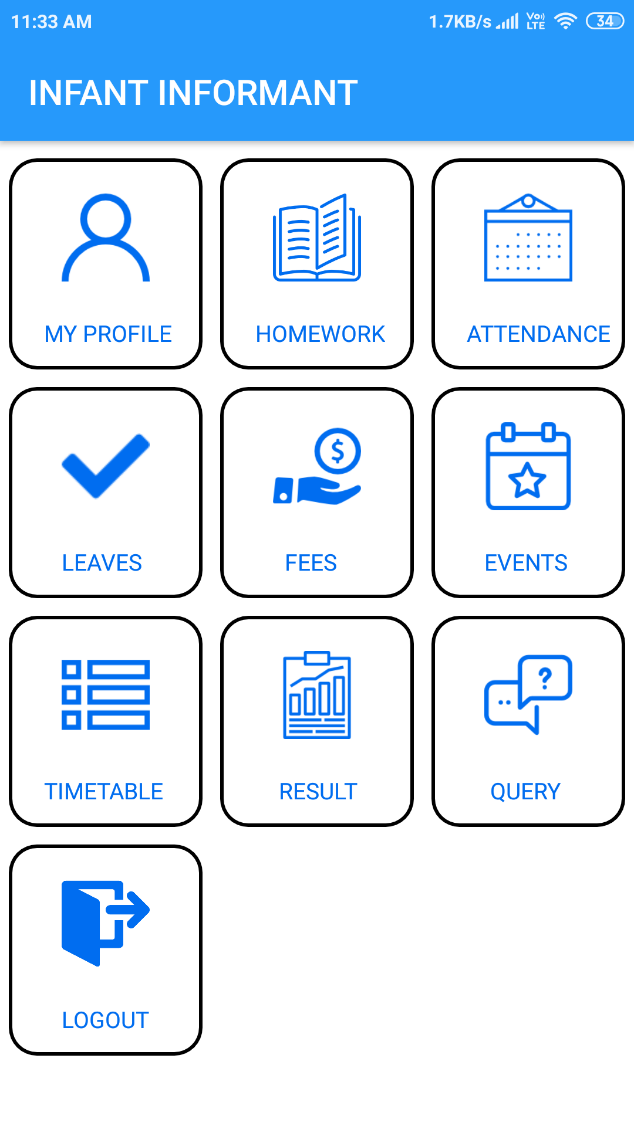 11:33 AM 1.7KB/s Vo)) LTE 34
INFANT INFORMANT
MY PROFILE HOMEWORK ATTENDANCE
$
LEAVES FEES EVENTS
?
TIMETABLE RESULT QUERY
LOGOUT